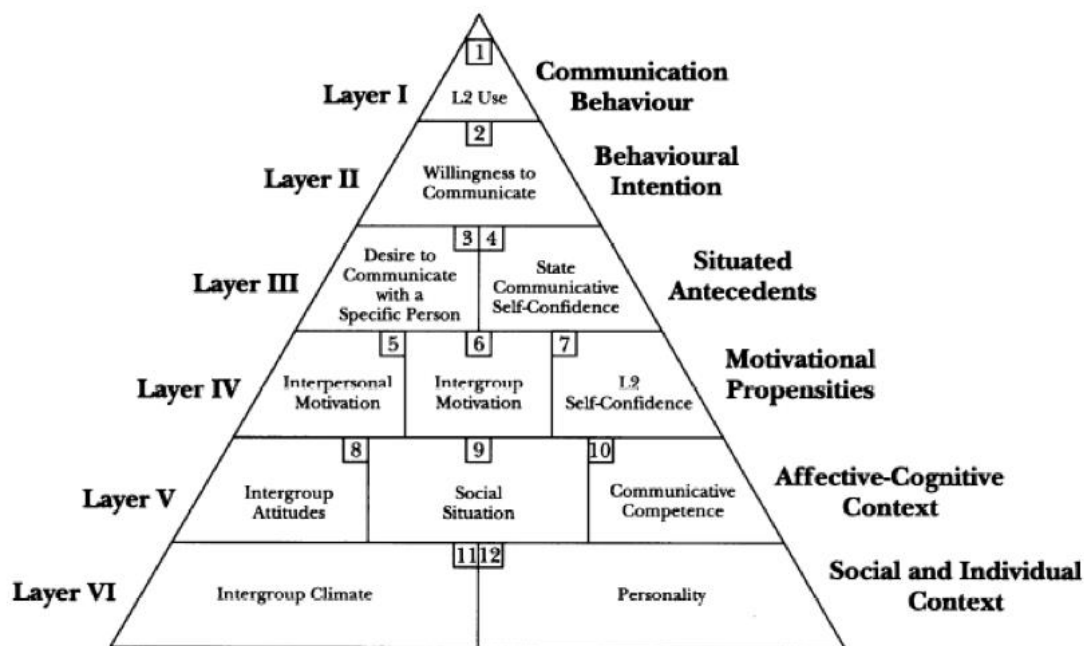 1
Layer I
L2 Use
Communication
Behaviour
2
Layer II
Willingness to
Communicate
Behavioural
Intention
3 4
Layer III
Desire to
Communicate
with a
Specific Person
State
Communicative
Self-Confidence
Situated
Antecedents
5 6 7
Layer IV
Interpersonal
Motivation
Intergroup
Motivation
L2
Self-Confidence
Motivational
Propensities
8 9 10
Layer V
Intergroup
Attitudes
Social
Situation
Communicative
Competence
Affective-Cognitive
Context
11 12
Layer VI
Intergroup Climate
Personality
Social and Individual
Context